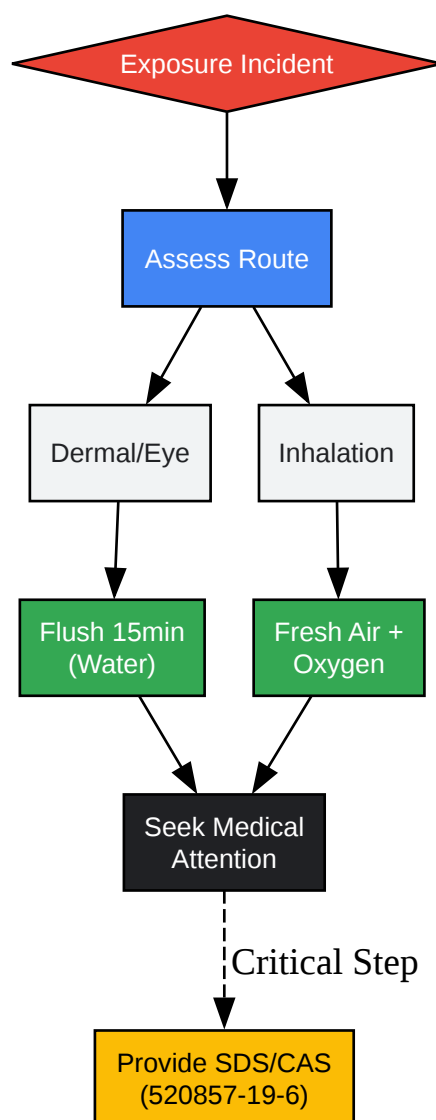 Exposure Incident
Assess Route
Dermal/Eye
Inhalation
Flush 15min
(Water)
Fresh Air +
Oxygen
Seek Medical
Attention
Critical Step
Provide SDS/CAS
(520857-19-6)